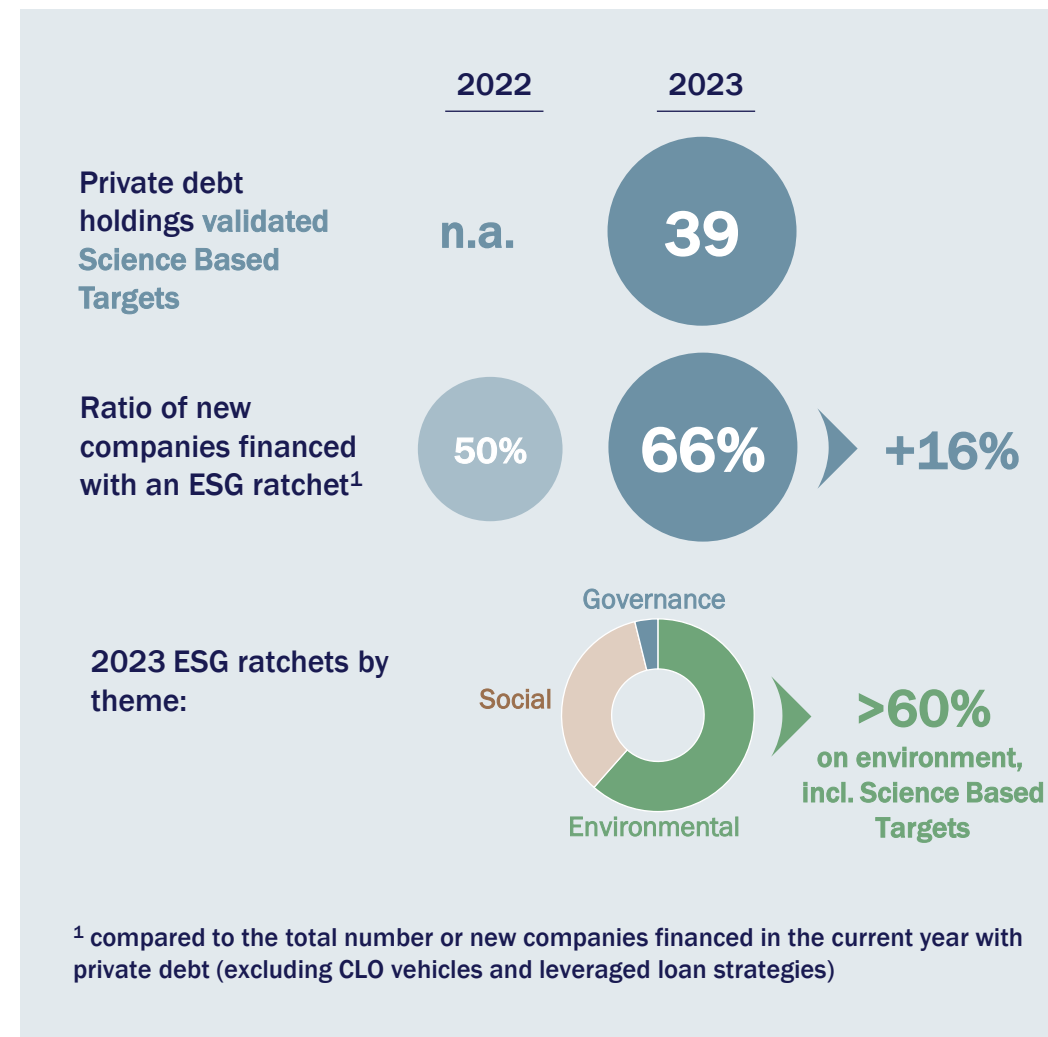 2022
2023
Private debt
holdings validated
Science Based
Targets
n.a.
39
Ratio of new
companies financed
with an ESG ratchet¹
50%
66%
+16%
2023 ESG ratchets by
theme:
Governance
Social
Environmental
>60%
on environment,
incl. Science Based
Targets
¹ compared to the total number or new companies financed in the current year with
private debt (excluding CLO vehicles and leveraged loan strategies)